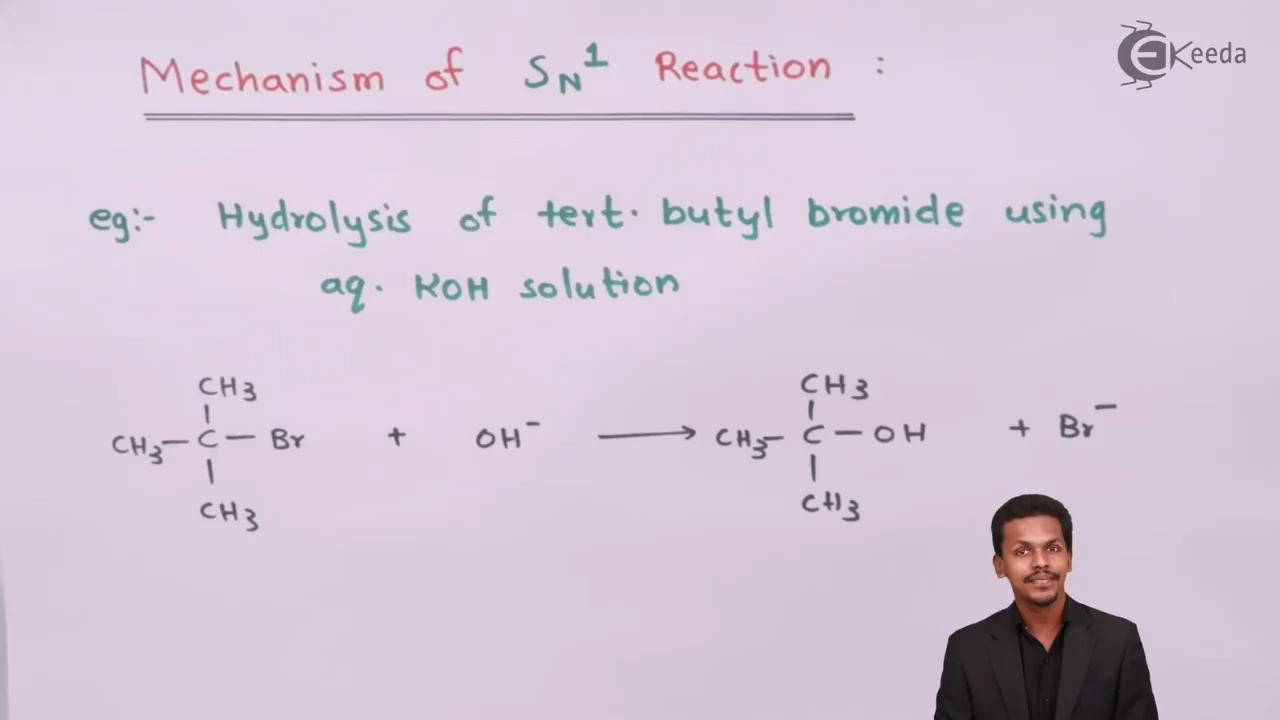 Mechanism of SN1 Reaction :
EKeeda
eg:- Hydrolysis of tert. butyl bromide using
aq. KOH solution
CH3 CH3
CH3 - C - Br + OH- → CH3 - C - OH + Br-
CH3 CH3